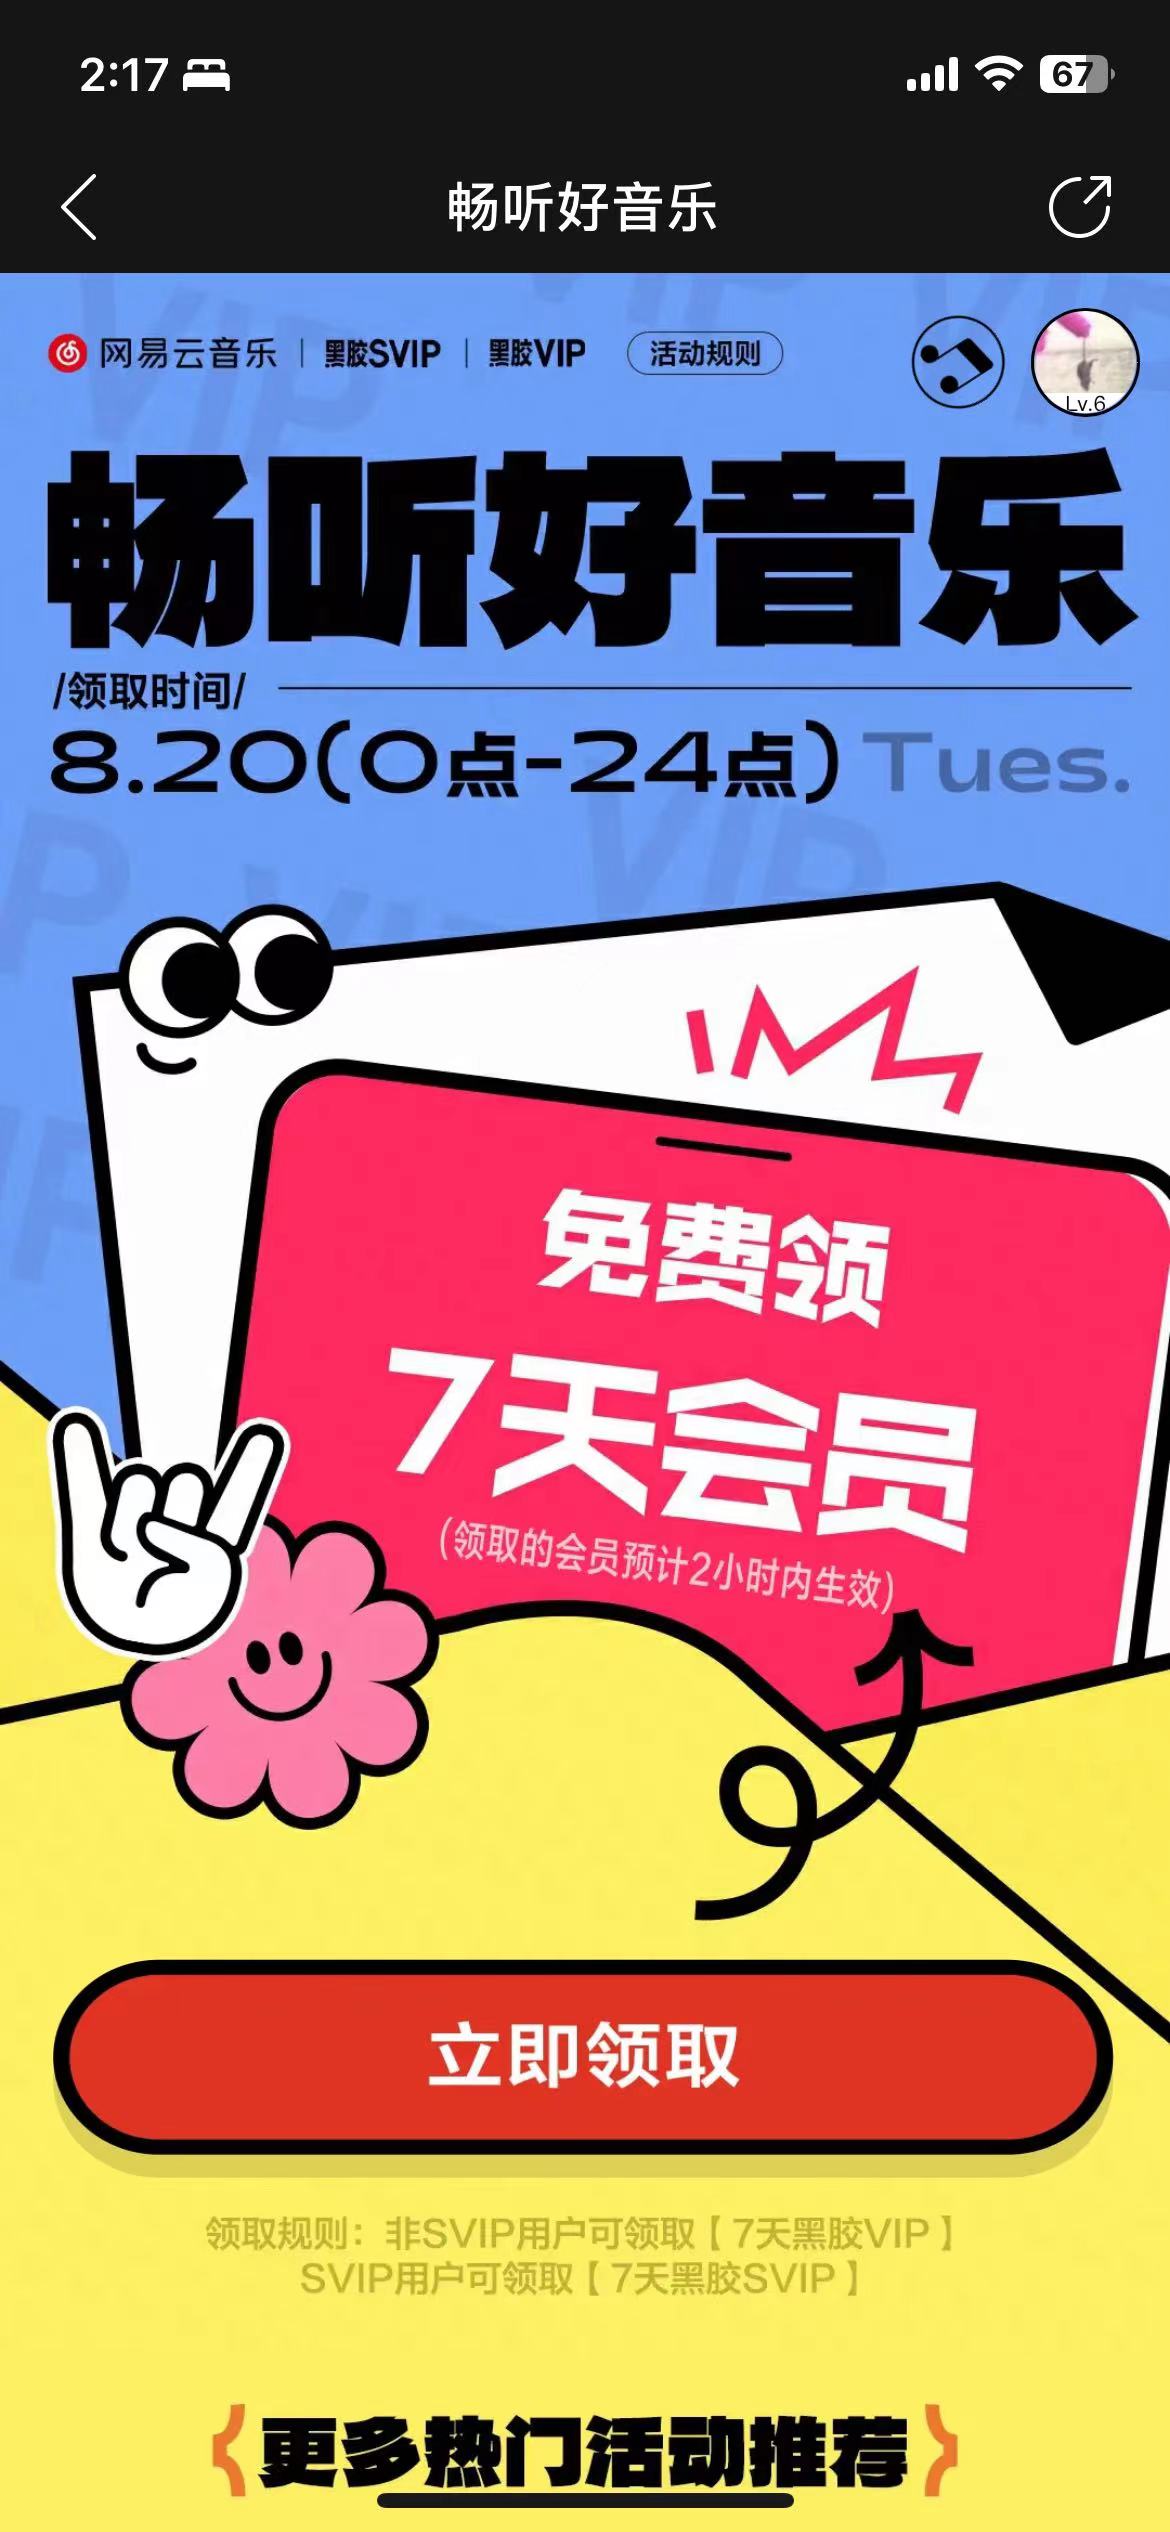 2:17
67
畅听好音乐
网易云音乐 | 黑胶SVIP | 黑胶VIP 活动规则
Lv.6
畅听好音乐
/领取时间/
8.20(0点-24点) Tues.
免费领
7天会员
(领取的会员预计2小时内生效)
立即领取
领取规则：非SVIP用户可领取【7天黑胶VIP】
SVIP用户可领取【7天黑胶SVIP】
{更多热门活动推荐}